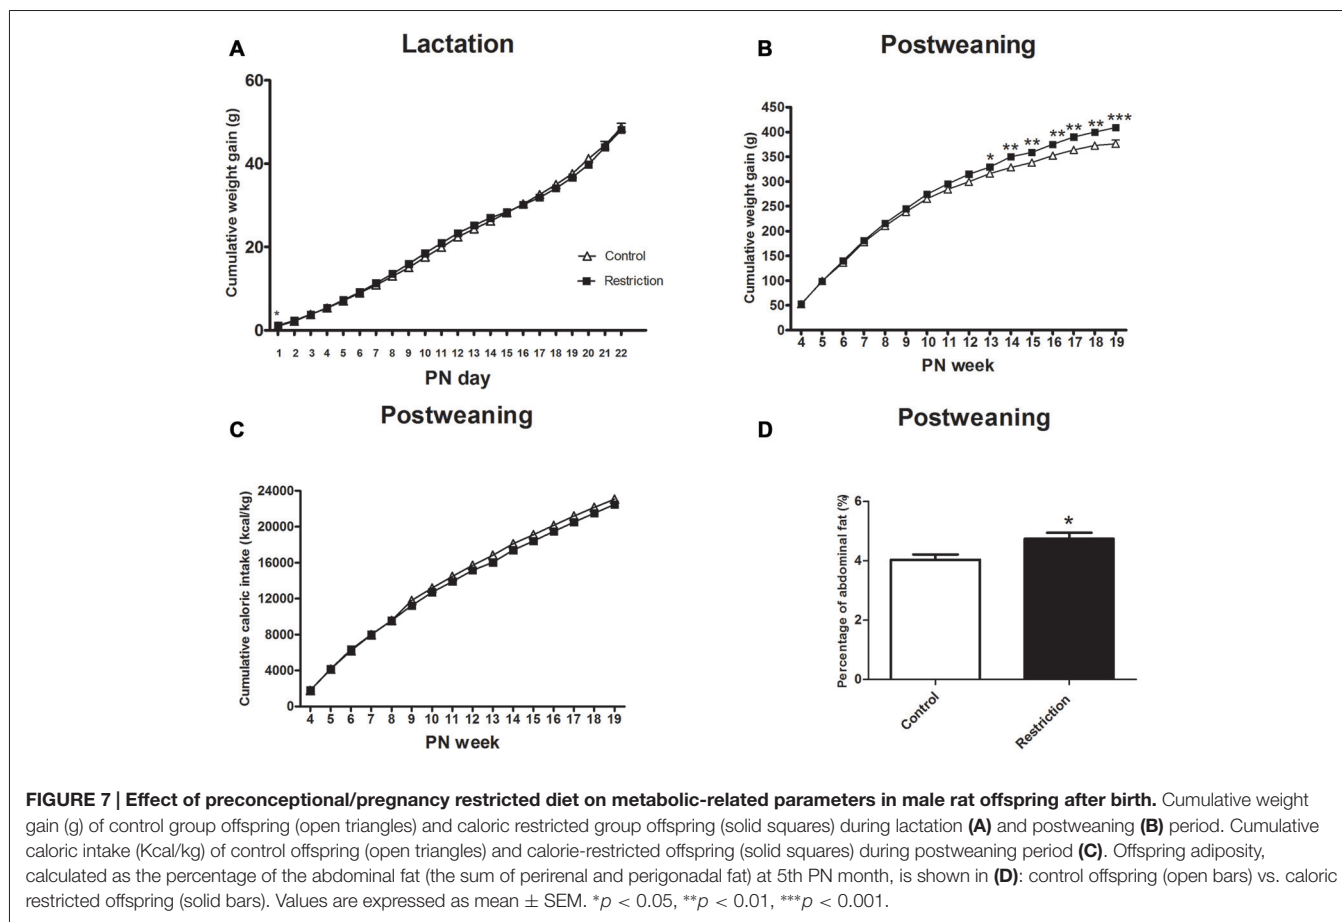 A
Lactation
Cumulative weight gain (g)
60
40
20
0
*
Control
Restriction
1 2 3 4 5 6 7 8 9 10 11 12 13 14 15 16 17 18 19 20 21 22
PN day
B
Postweaning
Cumulative weight gain (g)
450
400
350
300
250
200
150
100
50
0
* ** ** ** ** ** ***
4 5 6 7 8 9 10 11 12 13 14 15 16 17 18 19
PN week
C
Postweaning
Cumulative caloric intake (kcal/kg)
24000
20000
16000
12000
8000
4000
0
4 5 6 7 8 9 10 11 12 13 14 15 16 17 18 19
PN week
D
Postweaning
Percentage of abdominal fat (%)
6
4
2
0
*
Control
Restriction
FIGURE 7 | Effect of preconceptional/pregnancy restricted diet on metabolic-related parameters in male rat offspring after birth. Cumulative weight
gain (g) of control group offspring (open triangles) and caloric restricted group offspring (solid squares) during lactation (A) and postweaning (B) period. Cumulative
caloric intake (Kcal/kg) of control offspring (open triangles) and calorie-restricted offspring (solid squares) during postweaning period (C). Offspring adiposity,
calculated as the percentage of the abdominal fat (the sum of perirenal and perigonadal fat) at 5th PN month, is shown in (D): control offspring (open bars) vs. caloric
restricted offspring (solid bars). Values are expressed as mean ± SEM. *p < 0.05, **p < 0.01, ***p < 0.001.